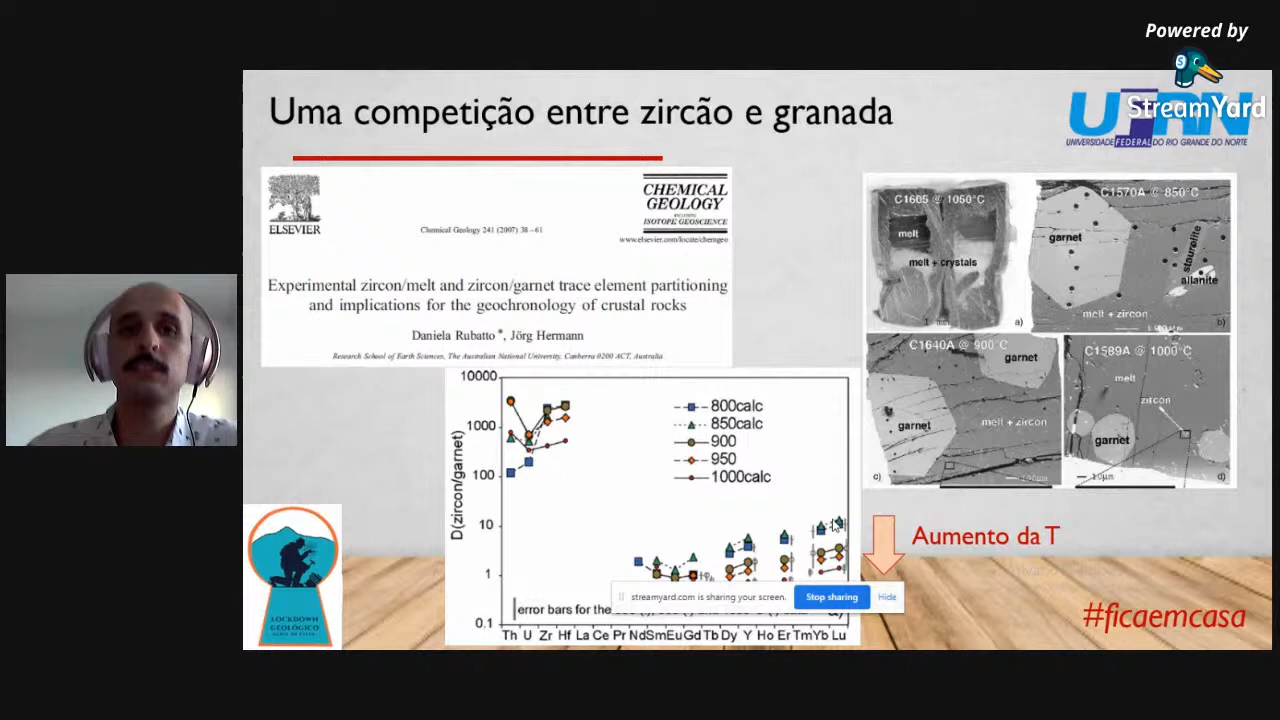 Powered by
StreamYard
Uma competição entre zircão e granada
UFRN
UNIVERSIDADE FEDERAL DO RIO GRANDE DO NORTE
ELSEVIER
CHEMICAL
GEOLOGY
INCLUDING
ISOTOPE GEOSCIENCE
Chemical Geology 241 (2007) 38–61
www.elsevier.com/locate/chemgeo
Experimental zircon/melt and zircon/garnet trace element partitioning
and implications for the geochronology of crustal rocks
Daniela Rubatto *, Jörg Hermann
Research School of Earth Sciences, The Australian National University, Canberra 0200 ACT, Australia
C1605 @ 1050°C
melt
melt + crystals
a)
C1570A @ 850°C
garnet
staurolite
allanite
melt + zircon
b)
C1640A @ 900°C
garnet
garnet
melt + zircon
c)
C1589A @ 1000°C
melt
zircon
garnet
10µm
d)
D(zircon/garnet)
10000
1000
100
10
1
0.1
800calc
850calc
900
950
1000calc
error bars for the
Th U Zr Hf La Ce Pr Nd Sm Eu Gd Tb Dy Y Ho Er Tm Yb Lu
streamyard.com is sharing your screen.
Stop sharing
Hide
Aumento da T
#ficaemcasa
LOCKDOWN
GEOLÓGICO